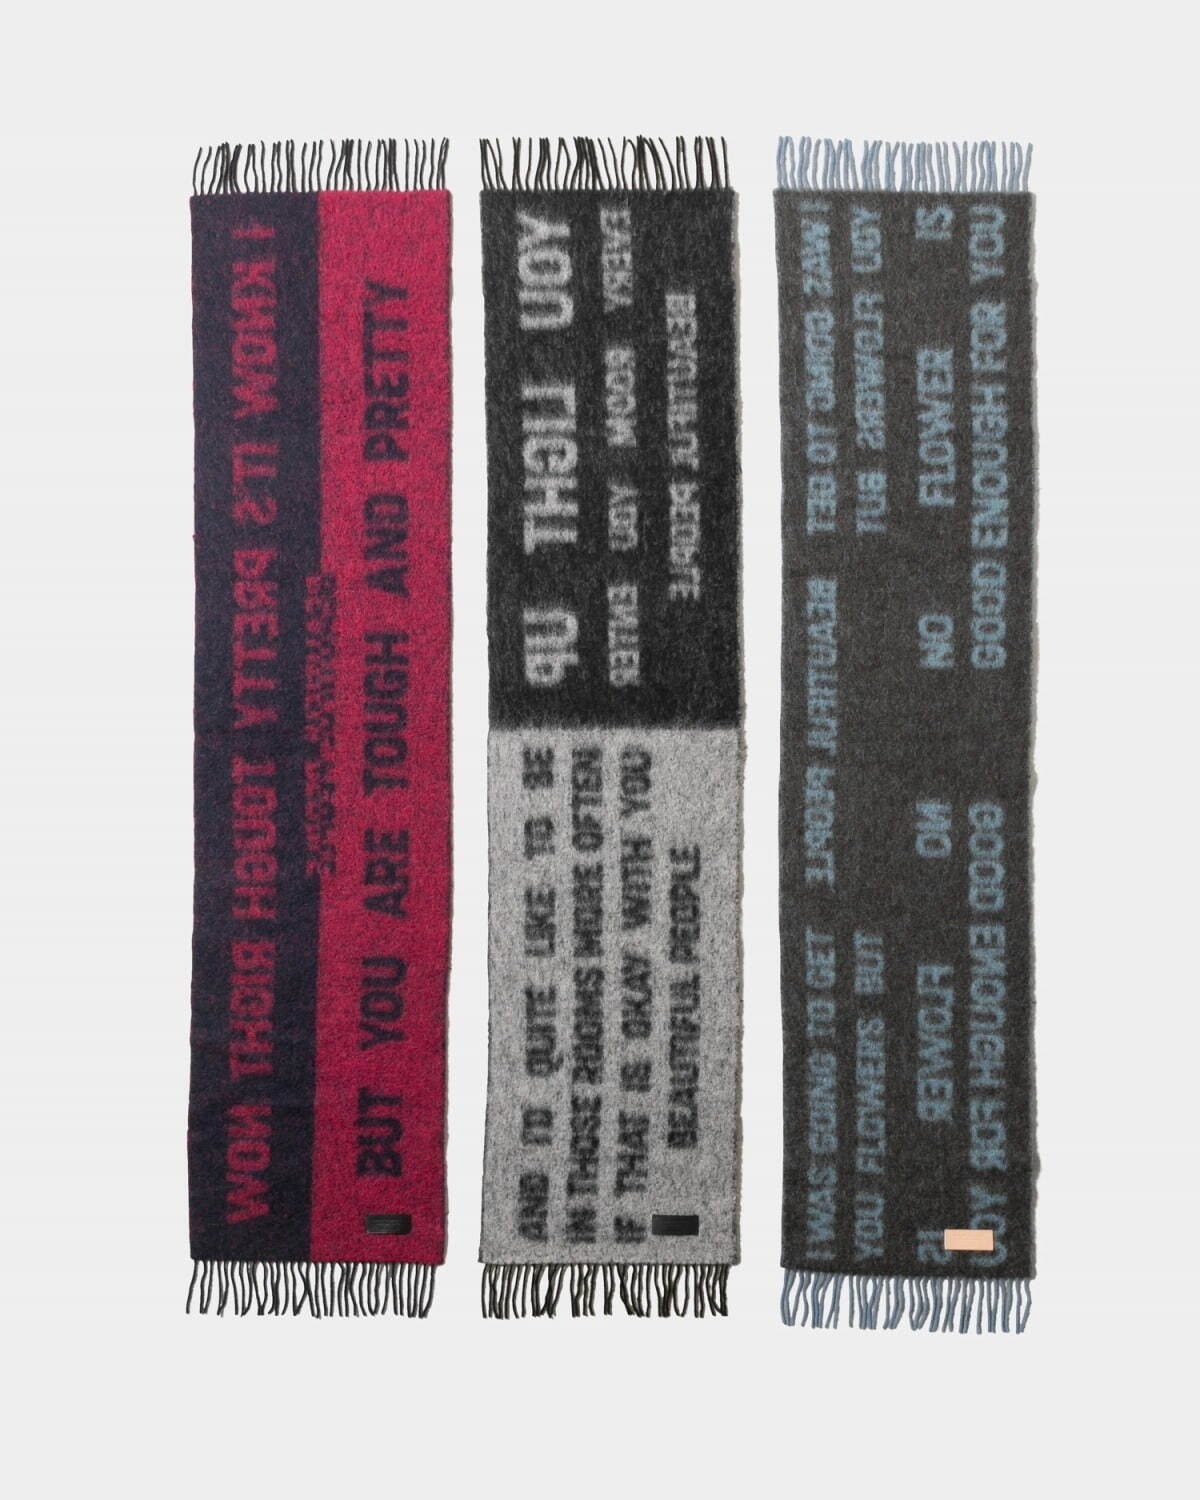 I KNOW ITS PRETTY TOUGH RIGHT NOW
BEAUTIFUL PEOPLE
BUT YOU ARE TOUGH AND PRETTY
YOU LIGHT UP
EVERY ROOM YOU ENTER
BEAUTIFUL PEOPLE
AND I'D QUITE LIKE TO BE
IN THOSE ROOMS MORE OFTEN
IF THAT IS OKAY WITH YOU
BEAUTIFUL PEOPLE
I WAS GOING TO GET
YOU FLOWERS BUT
NO FLOWER IS
GOOD ENOUGH FOR YOU
BEAUTIFUL PEOPLE
I WAS GOING TO GET
YOU FLOWERS BUT
NO FLOWER IS
GOOD ENOUGH FOR YOU